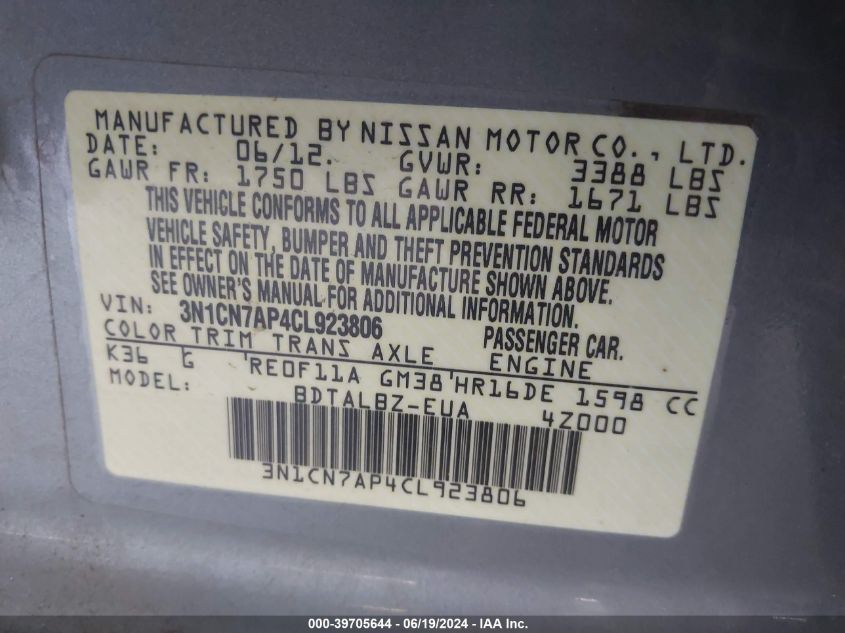 MANUFACTURED BY NISSAN MOTOR CO., LTD.
DATE: 06/12. GVWR: 3388 LBS
GAWR FR: 1750 LBS GAWR RR: 1671 LBS
THIS VEHICLE CONFORMS TO ALL APPLICABLE FEDERAL MOTOR
VEHICLE SAFETY, BUMPER AND THEFT PREVENTION STANDARDS
IN EFFECT ON THE DATE OF MANUFACTURE SHOWN ABOVE.
SEE OWNER'S MANUAL FOR ADDITIONAL INFORMATION.
VIN: 3N1CN7AP4CL923806 PASSENGER CAR.
COLOR TRIM TRANS AXLE ENGINE
K36 G 'RE0F11A GM38'HR16DE 1598 CC
MODEL: BDTALBZ-EUA 4Z000
3N1CN7AP4CL923806
000-39705644 / 06/19/2024 - IAA Inc.